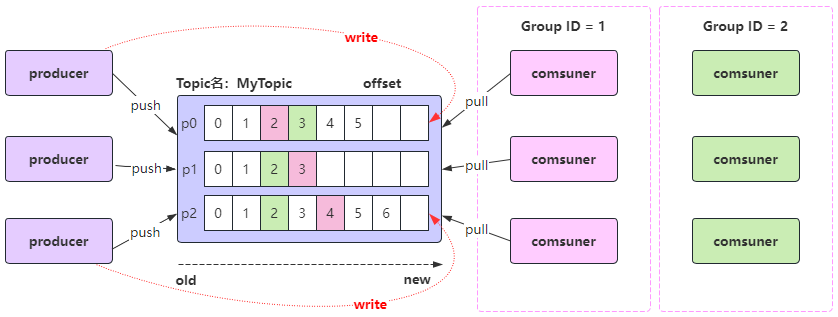 Group ID = 1
Group ID = 2
write
producer
comsuner
comsuner
Topic名：MyTopic
offset
push
pull
p0
0 1 2 3 4 5
producer
comsuner
comsuner
push
pull
p1
0 1 2 3
producer
comsuner
comsuner
push
pull
p2
0 1 2 3 4 5 6
old
new
write